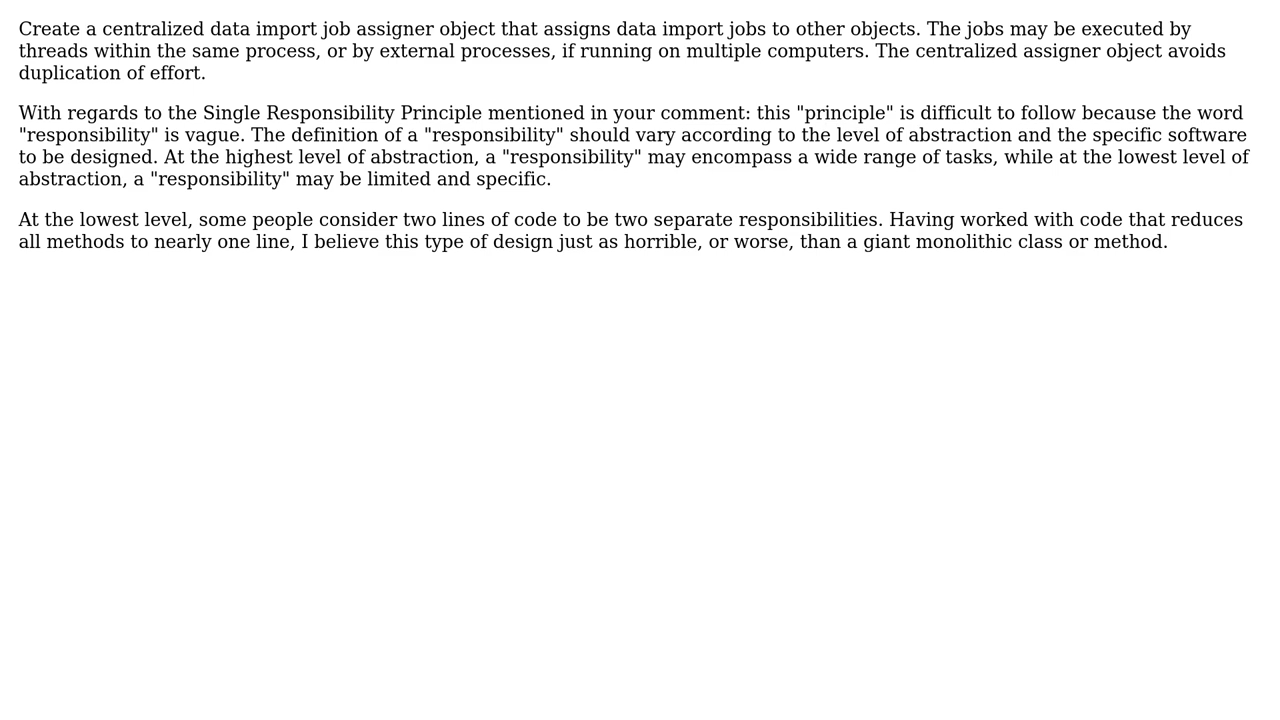 Create a centralized data import job assigner object that assigns data import jobs to other objects. The jobs may be executed by
threads within the same process, or by external processes, if running on multiple computers. The centralized assigner object avoids
duplication of effort.
With regards to the Single Responsibility Principle mentioned in your comment: this "principle" is difficult to follow because the word
"responsibility" is vague. The definition of a "responsibility" should vary according to the level of abstraction and the specific software
to be designed. At the highest level of abstraction, a "responsibility" may encompass a wide range of tasks, while at the lowest level of
abstraction, a "responsibility" may be limited and specific.
At the lowest level, some people consider two lines of code to be two separate responsibilities. Having worked with code that reduces
all methods to nearly one line, I believe this type of design just as horrible, or worse, than a giant monolithic class or method.